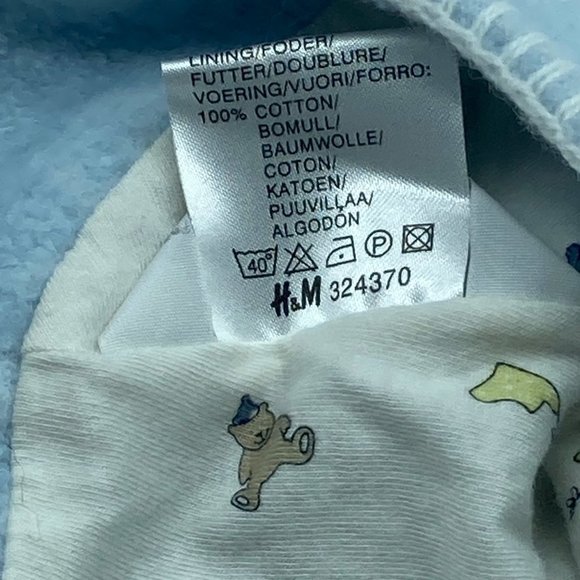 LINING/FODER/
FUTTER/DOUBLURE/
VOERING/VUORI/FORRO:
100% COTTON/
BOMULL/
BAUMWOLLE/
COTON/
KATOEN/
PUUVILLAA/
ALGODÓN
40° P
H&M 324370